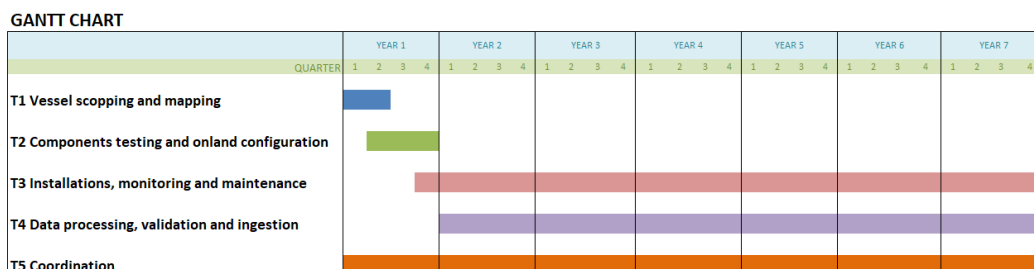 GANTT CHART
YEAR 1 YEAR 2 YEAR 3 YEAR 4 YEAR 5 YEAR 6 YEAR 7
QUARTER 1 2 3 4 1 2 3 4 1 2 3 4 1 2 3 4 1 2 3 4 1 2 3 4 1 2 3 4
T1 Vessel scopping and mapping
T2 Components testing and onland configuration
T3 Installations, monitoring and maintenance
T4 Data processing, validation and ingestion
T5 Coordination